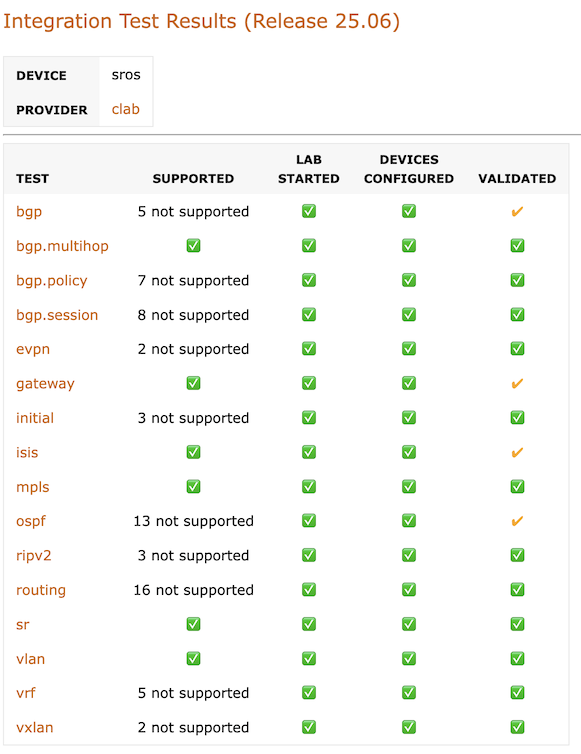 Integration Test Results (Release 25.06)
DEVICE sros
PROVIDER clab
TEST SUPPORTED LAB STARTED DEVICES CONFIGURED VALIDATED
bgp 5 not supported ✅ ✅ ✔
bgp.multihop ✅ ✅ ✅ ✅
bgp.policy 7 not supported ✅ ✅ ✅
bgp.session 8 not supported ✅ ✅ ✅
evpn 2 not supported ✅ ✅ ✅
gateway ✅ ✅ ✅ ✔
initial 3 not supported ✅ ✅ ✅
isis ✅ ✅ ✅ ✔
mpls ✅ ✅ ✅ ✅
ospf 13 not supported ✅ ✅ ✔
ripv2 3 not supported ✅ ✅ ✅
routing 16 not supported ✅ ✅ ✅
sr ✅ ✅ ✅ ✅
vlan ✅ ✅ ✅ ✅
vrf 5 not supported ✅ ✅ ✅
vxlan 2 not supported ✅ ✅ ✅